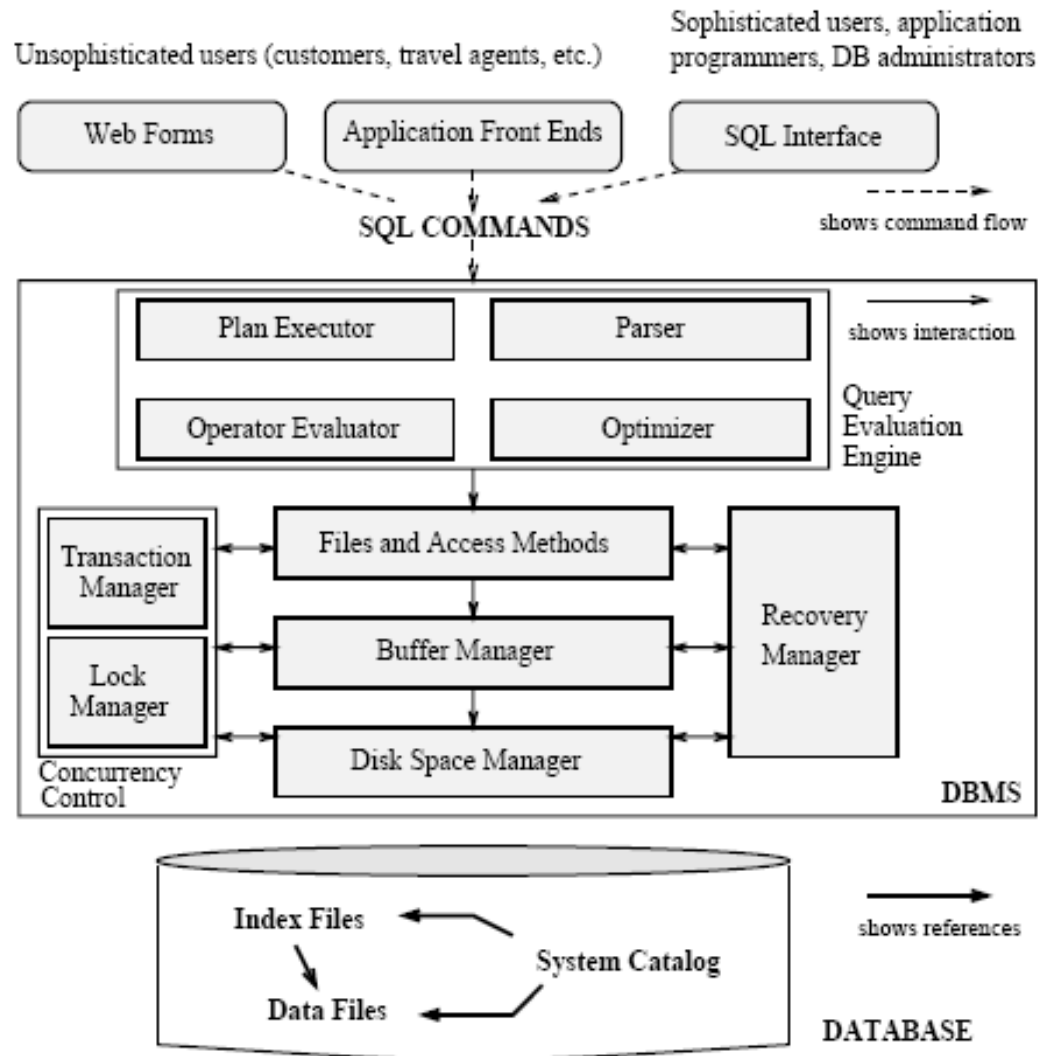 Unsophisticated users (customers, travel agents, etc.)
Sophisticated users, application
programmers, DB administrators
Web Forms
Application Front Ends
SQL Interface
SQL COMMANDS
shows command flow
Plan Executor
Parser
shows interaction
Operator Evaluator
Optimizer
Query
Evaluation
Engine
Transaction
Manager
Files and Access Methods
Recovery
Manager
Lock
Manager
Buffer Manager
Disk Space Manager
Concurrency
Control
DBMS
Index Files
System Catalog
Data Files
shows references
DATABASE